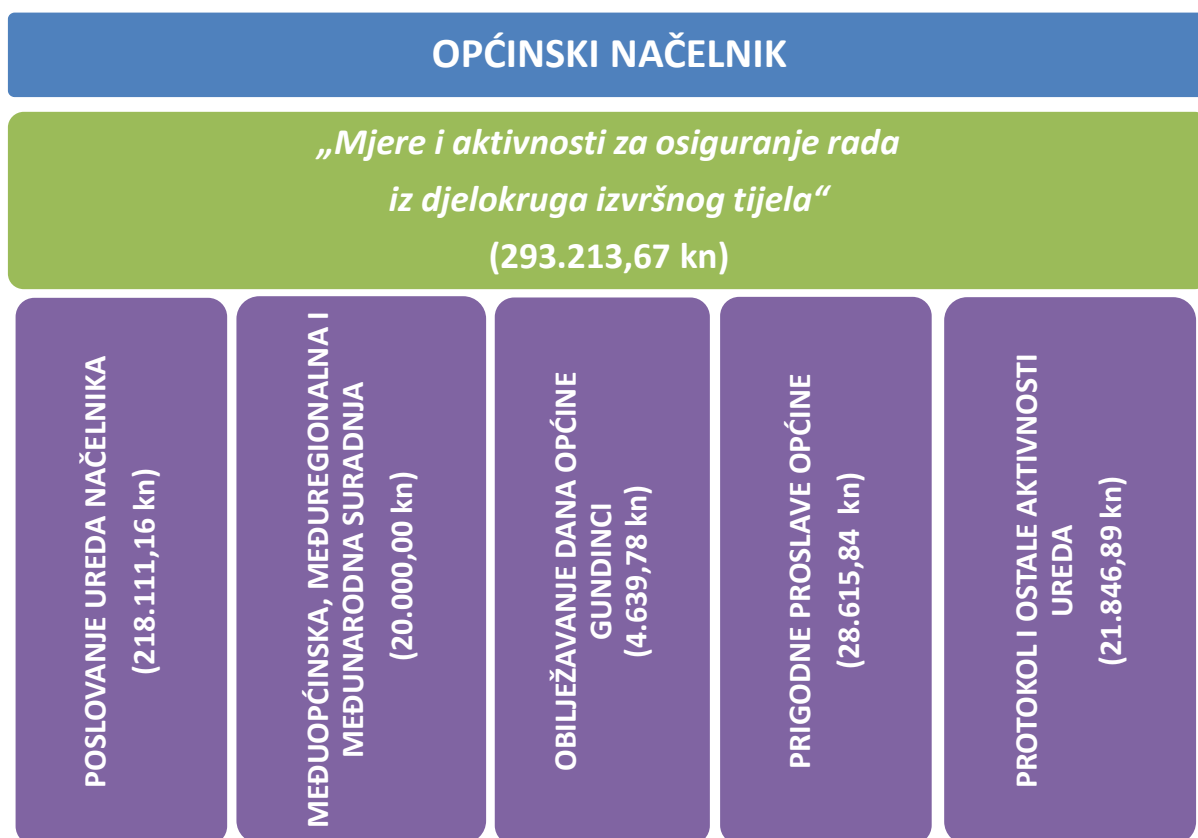 OPĆINSKI NAČELNIK
„Mjere i aktivnosti za osiguranje rada
iz djelokruga izvršnog tijela“
(293.213,67 kn)
POSLOVANJE UREDA NAČELNIKA
(218.111,16 kn)
MEĐUOPĆINSKA, MEĐUREGIONALNA I
MEĐUNARODNA SURADNJA
(20.000,00 kn)
OBILJEŽAVANJE DANA OPĆINE
GUNDINCI
(4.639,78 kn)
PRIGODNE PROSLAVE OPĆINE
(28.615,84 kn)
PROTOKOL I OSTALE AKTIVNOSTI
UREDA
(21.846,89 kn)